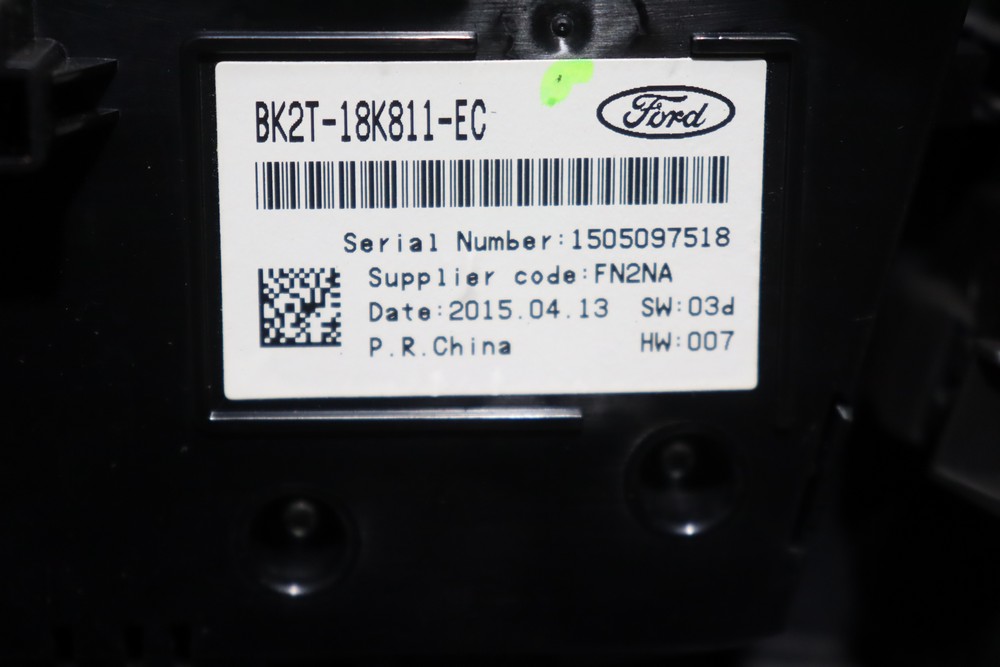 BK2T-18K811-EC
Ford
Serial Number:1505097518
Supplier code:FN2NA
Date:2015.04.13 SW:03d
P.R.China HW:007